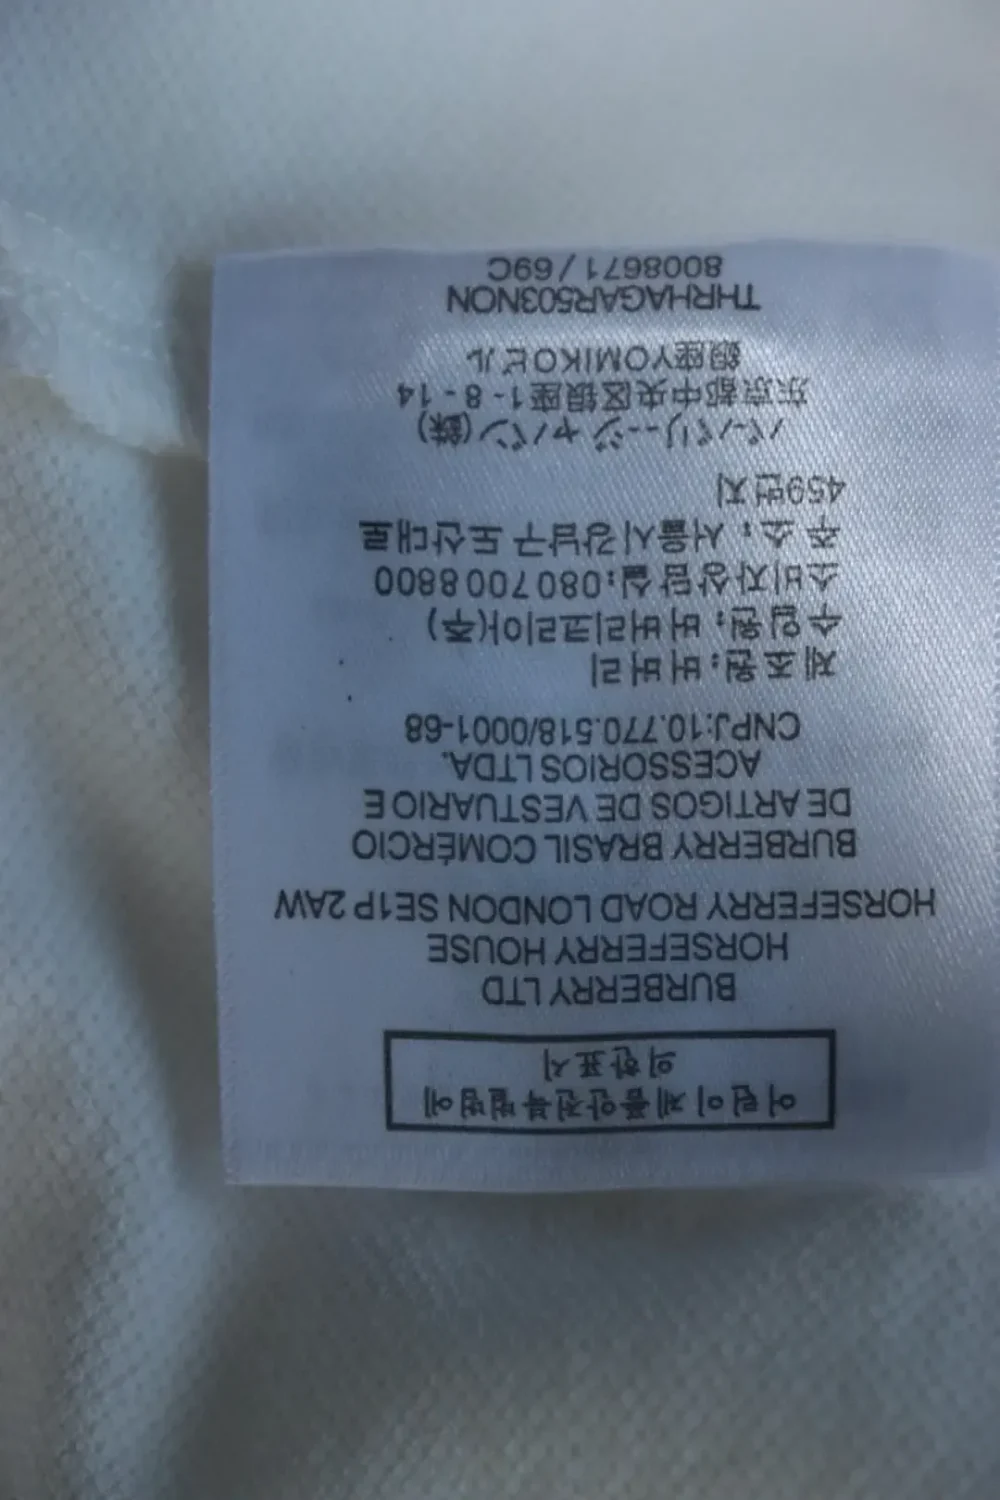 어린이제품안전특별법에
의한표시
BURBERRY LTD
HORSEFERRY HOUSE
HORSEFERRY ROAD LONDON SE1P 2AW
BURBERRY BRASIL COMÉRCIO
DE ARTIGOS DE VESTUARIO E
ACESSORIOS LTDA.
CNPJ:10.770.518/0001-68
제조원:버버리
수입원: 버버리코리아(주)
소비자상담실:080 700 8800
주소: 서울시강남구 도산대로
459번지
バーバリージャパン
东京都中央区银座1-8-14
銀座YOMIKOビル
THRHAGAR503NON
8008671/69C